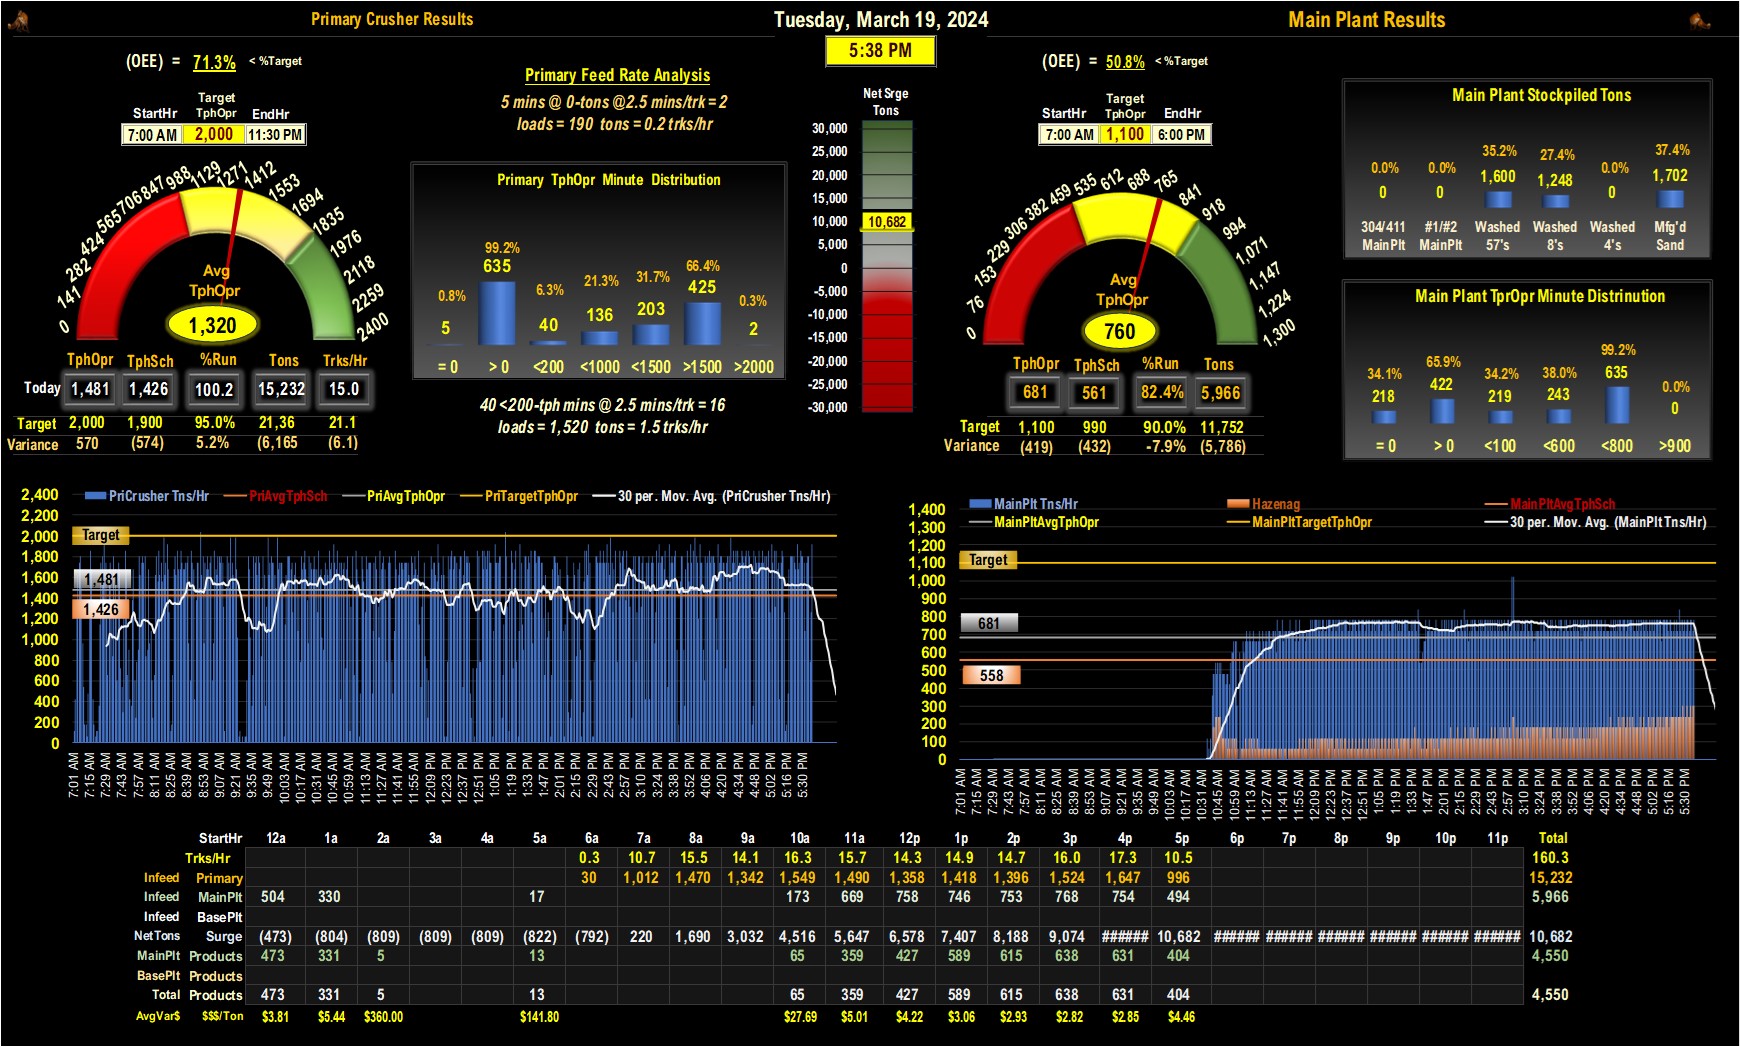 Primary Crusher Results
Tuesday, March 19, 2024
Main Plant Results
5:38 PM
(OEE) = 71.3% < %Target
StartHr Target TphOpr EndHr
7:00 AM 2,000 11:30 PM
0 141 282 424 565 706 847 988 1129 1271 1412 1553 1694 1835 1976 2118 2259 2400
Avg
TphOpr
1,320
TphOpr TphSch %Run Tons Trks/Hr
Today 1,481 1,426 100.2 15,232 15.0
Target 2,000 1,900 95.0% 21,36 21.1
Variance 570 (574) 5.2% (6,165 (6.1)
Primary Feed Rate Analysis
5 mins @ 0-tons @2.5 mins/trk = 2
loads = 190 tons = 0.2 trks/hr
Primary TphOpr Minute Distribution
0.8% 99.2% 6.3% 21.3% 31.7% 66.4% 0.3%
5 635 40 136 203 425 2
= 0 > 0 <200 <1000 <1500 >1500 >2000
40 <200-tph mins @ 2.5 mins/trk = 16
loads = 1,520 tons = 1.5 trks/hr
Net Srge
Tons
30,000
25,000
20,000
15,000
10,000
10,682
5,000
0
-5,000
-10,000
-15,000
-20,000
-25,000
-30,000
(OEE) = 50.8% < %Target
StartHr Target TphOpr EndHr
7:00 AM 1,100 6:00 PM
0 76 153 229 306 382 459 535 612 688 765 841 918 994 1,071 1,147 1,224 1,300
Avg
TphOpr
760
TphOpr TphSch %Run Tons
681 561 82.4% 5,966
Target 1,100 990 90.0% 11,752
Variance (419) (432) -7.9% (5,786)
Main Plant Stockpiled Tons
0.0% 0.0% 35.2% 27.4% 0.0% 37.4%
0 0 1,600 1,248 0 1,702
304/411 #1/#2 Washed Washed Washed Mfg'd
MainPlt MainPlt 57's 8's 4's Sand
Main Plant TprOpr Minute Distrinution
34.1% 65.9% 34.2% 38.0% 99.2% 0.0%
218 422 219 243 635 0
= 0 > 0 <100 <600 <800 >900
PriCrusher Tns/Hr PriAvgTphSch PriAvgTphOpr PriTargetTphOpr 30 per. Mov. Avg. (PriCrusher Tns/Hr)
2,400
2,200
2,000
1,800
1,600
1,400
1,200
1,000
800
600
400
200
0
Target
1,481
1,426
7:01 AM 7:15 AM 7:29 AM 7:43 AM 7:57 AM 8:11 AM 8:25 AM 8:39 AM 8:53 AM 9:07 AM 9:21 AM 9:35 AM 9:49 AM 10:03 AM 10:17 AM 10:31 AM 10:45 AM 10:59 AM 11:13 AM 11:27 AM 11:41 AM 11:55 AM 12:09 PM 12:23 PM 12:37 PM 12:51 PM 1:05 PM 1:19 PM 1:33 PM 1:47 PM 2:01 PM 2:15 PM 2:29 PM 2:43 PM 2:57 PM 3:10 PM 3:24 PM 3:38 PM 3:52 PM 4:06 PM 4:20 PM 4:34 PM 4:48 PM 5:02 PM 5:16 PM 5:30 PM
MainPlt Tns/Hr Hazenag MainPltAvgTphSch
MainPltAvgTphOpr MainPltTargetTphOpr 30 per. Mov. Avg. (MainPlt Tns/Hr)
1,400
1,300
1,200
1,100
1,000
900
800
700
600
500
400
300
200
100
0
Target
681
558
7:01 AM 7:15 AM 7:29 AM 7:43 AM 7:57 AM 8:11 AM 8:25 AM 8:39 AM 8:53 AM 9:07 AM 9:21 AM 9:35 AM 9:49 AM 10:03 AM 10:17 AM 10:31 AM 10:45 AM 10:59 AM 11:13 AM 11:27 AM 11:41 AM 11:55 AM 12:09 PM 12:23 PM 12:37 PM 12:51 PM 1:05 PM 1:19 PM 1:33 PM 1:47 PM 2:01 PM 2:15 PM 2:29 PM 2:43 PM 2:57 PM 3:10 PM 3:24 PM 3:38 PM 3:52 PM 4:06 PM 4:20 PM 4:34 PM 4:48 PM 5:02 PM 5:16 PM 5:30 PM
StartHr 12a 1a 2a 3a 4a 5a 6a 7a 8a 9a 10a 11a 12p 1p 2p 3p 4p 5p 6p 7p 8p 9p 10p 11p Total
Trks/Hr 0.3 10.7 15.5 14.1 16.3 15.7 14.3 14.9 14.7 16.0 17.3 10.5 160.3
Infeed Primary 30 1,012 1,470 1,342 1,549 1,490 1,358 1,418 1,396 1,524 1,647 996 15,232
Infeed MainPlt 504 330 17 173 669 758 746 753 768 754 494 5,966
Infeed BasePlt
NetTons Surge (473) (804) (809) (809) (809) (822) (792) 220 1,690 3,032 4,516 5,647 6,578 7,407 8,188 9,074 ###### 10,682 ###### ###### ###### ###### ###### ###### 10,682
MainPlt Products 473 331 5 13 65 359 427 589 615 638 631 404 4,550
BasePlt Products
Total Products 473 331 5 13 65 359 427 589 615 638 631 404 4,550
AvgVar$ $$$/Ton $3.81 $5.44 $360.00 $141.80 $27.69 $5.01 $4.22 $3.06 $2.93 $2.82 $2.85 $4.46